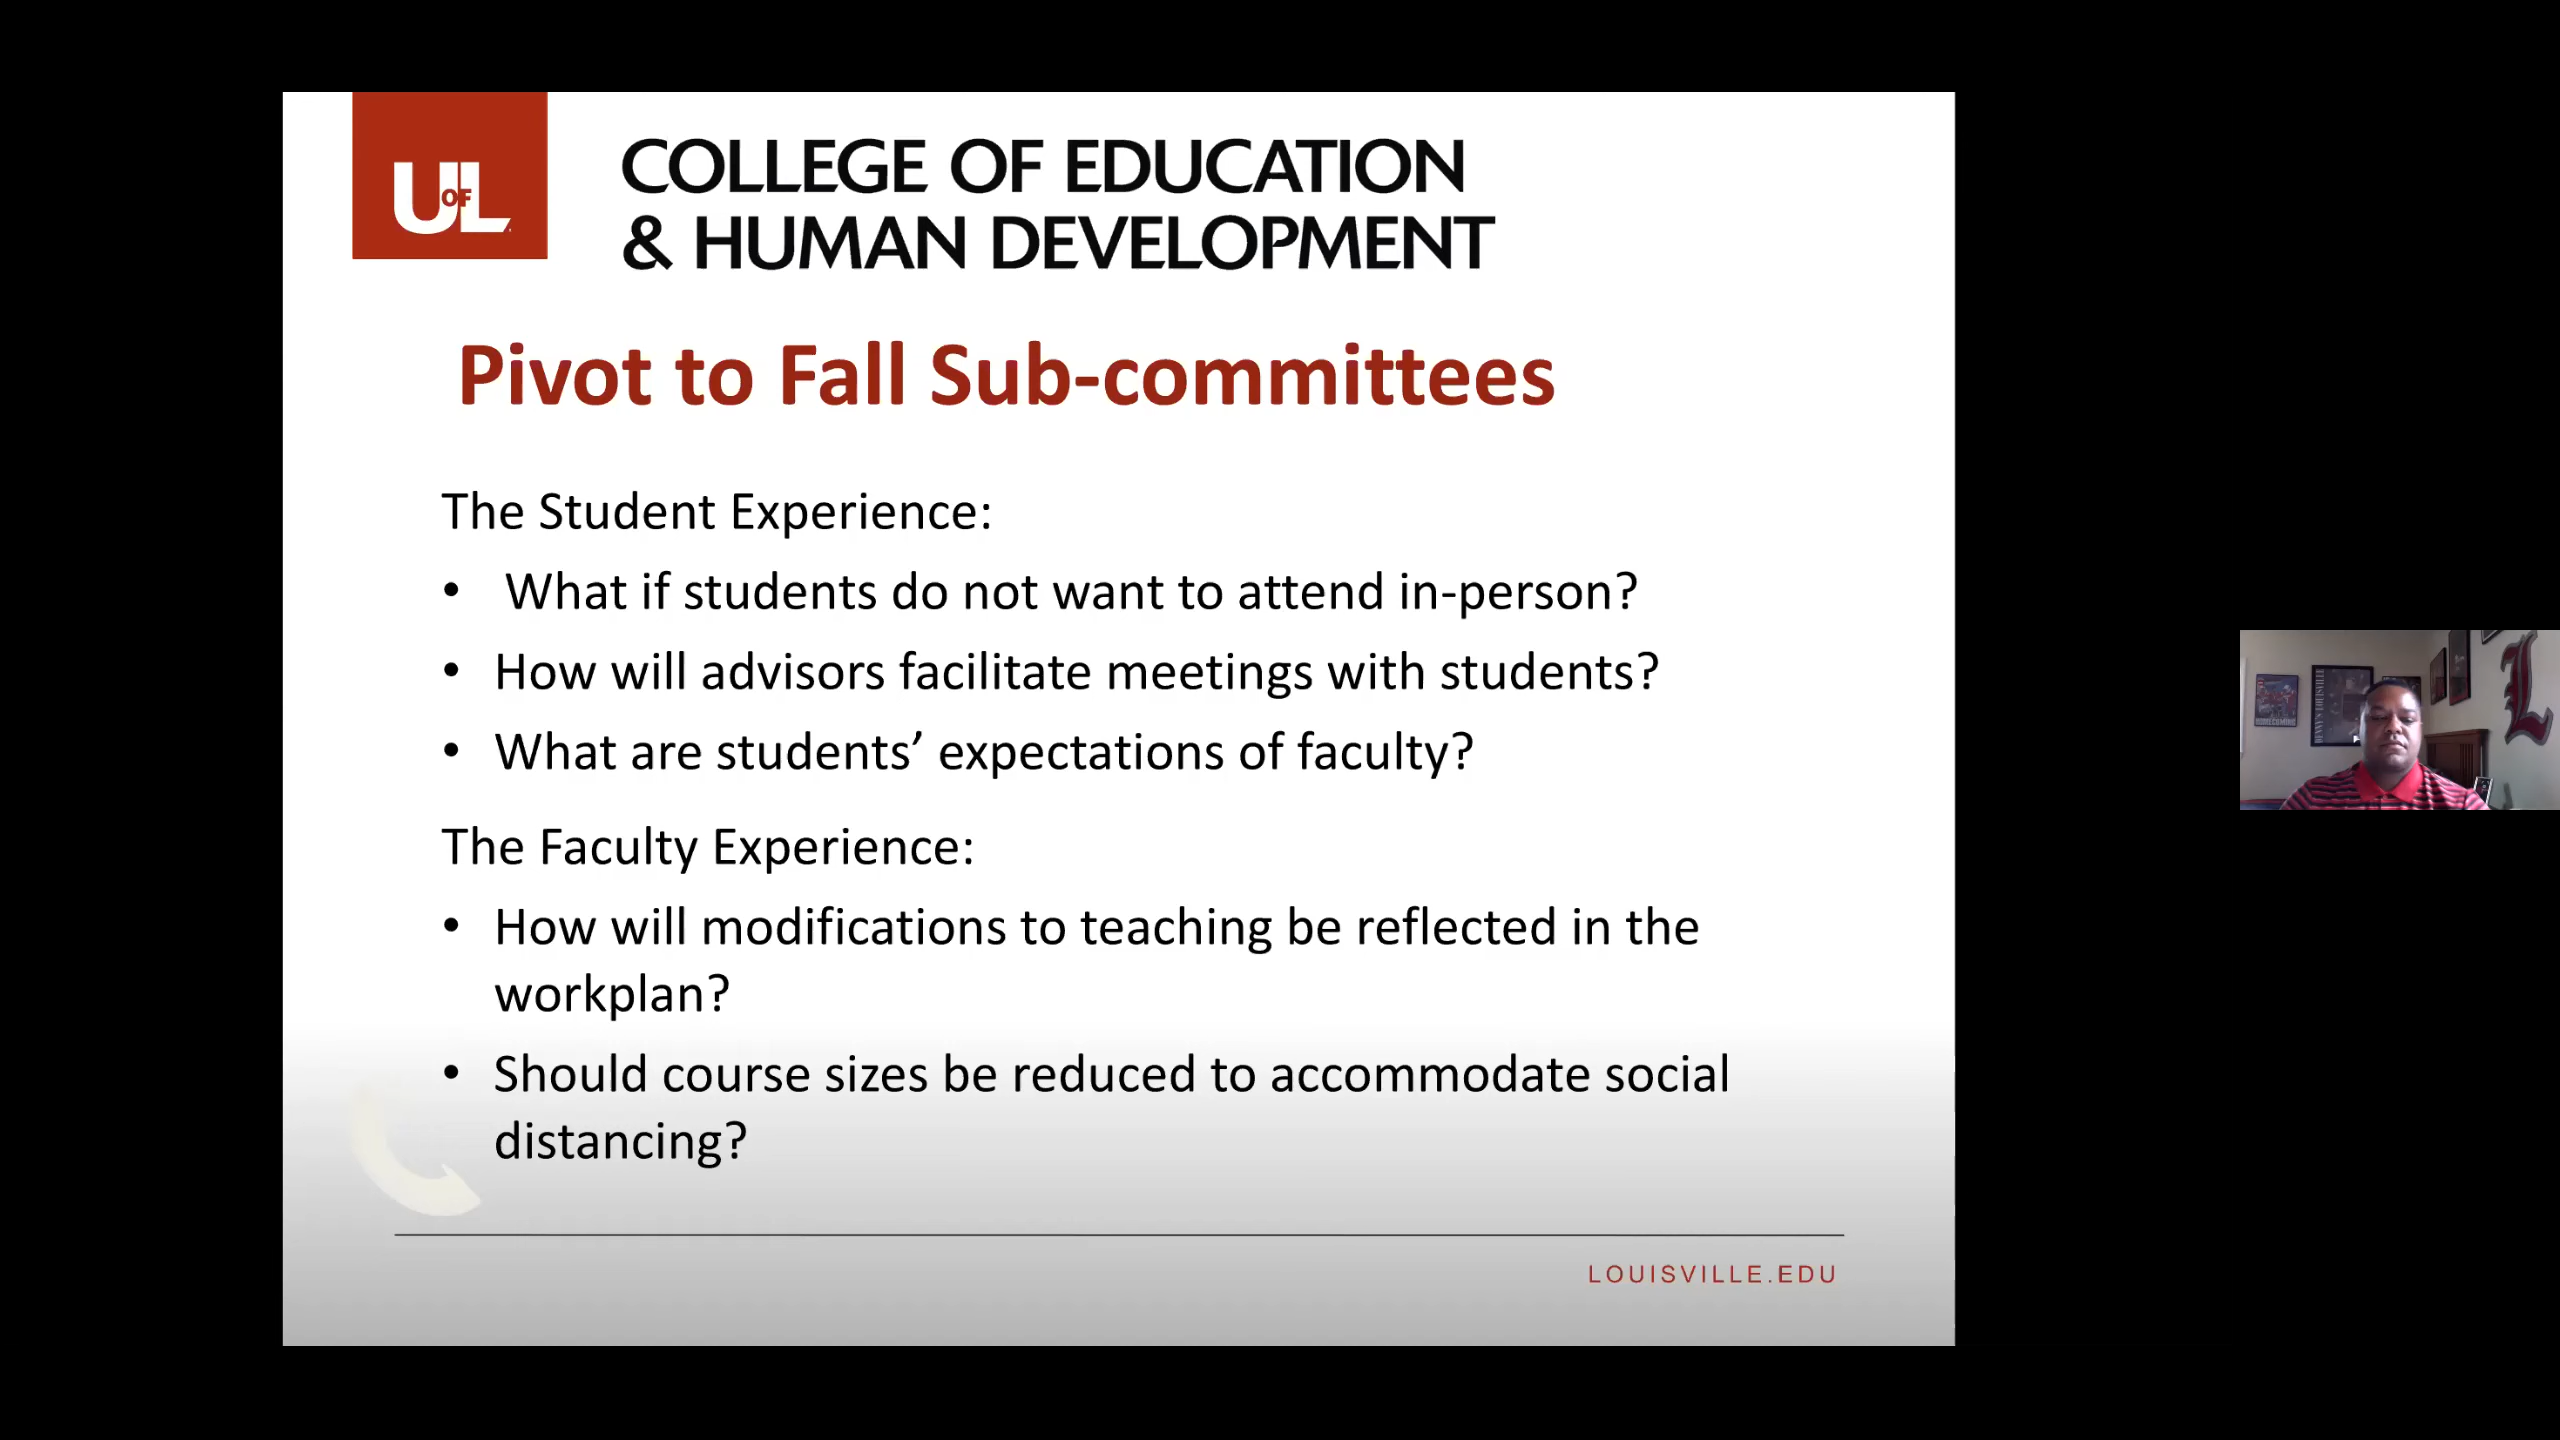 UOFL
COLLEGE OF EDUCATION
& HUMAN DEVELOPMENT
Pivot to Fall Sub-committees
The Student Experience:
• What if students do not want to attend in-person?
• How will advisors facilitate meetings with students?
• What are students’ expectations of faculty?
The Faculty Experience:
• How will modifications to teaching be reflected in the
workplan?
• Should course sizes be reduced to accommodate social
distancing?
LOUISVILLE.EDU
HOMECOMING
L